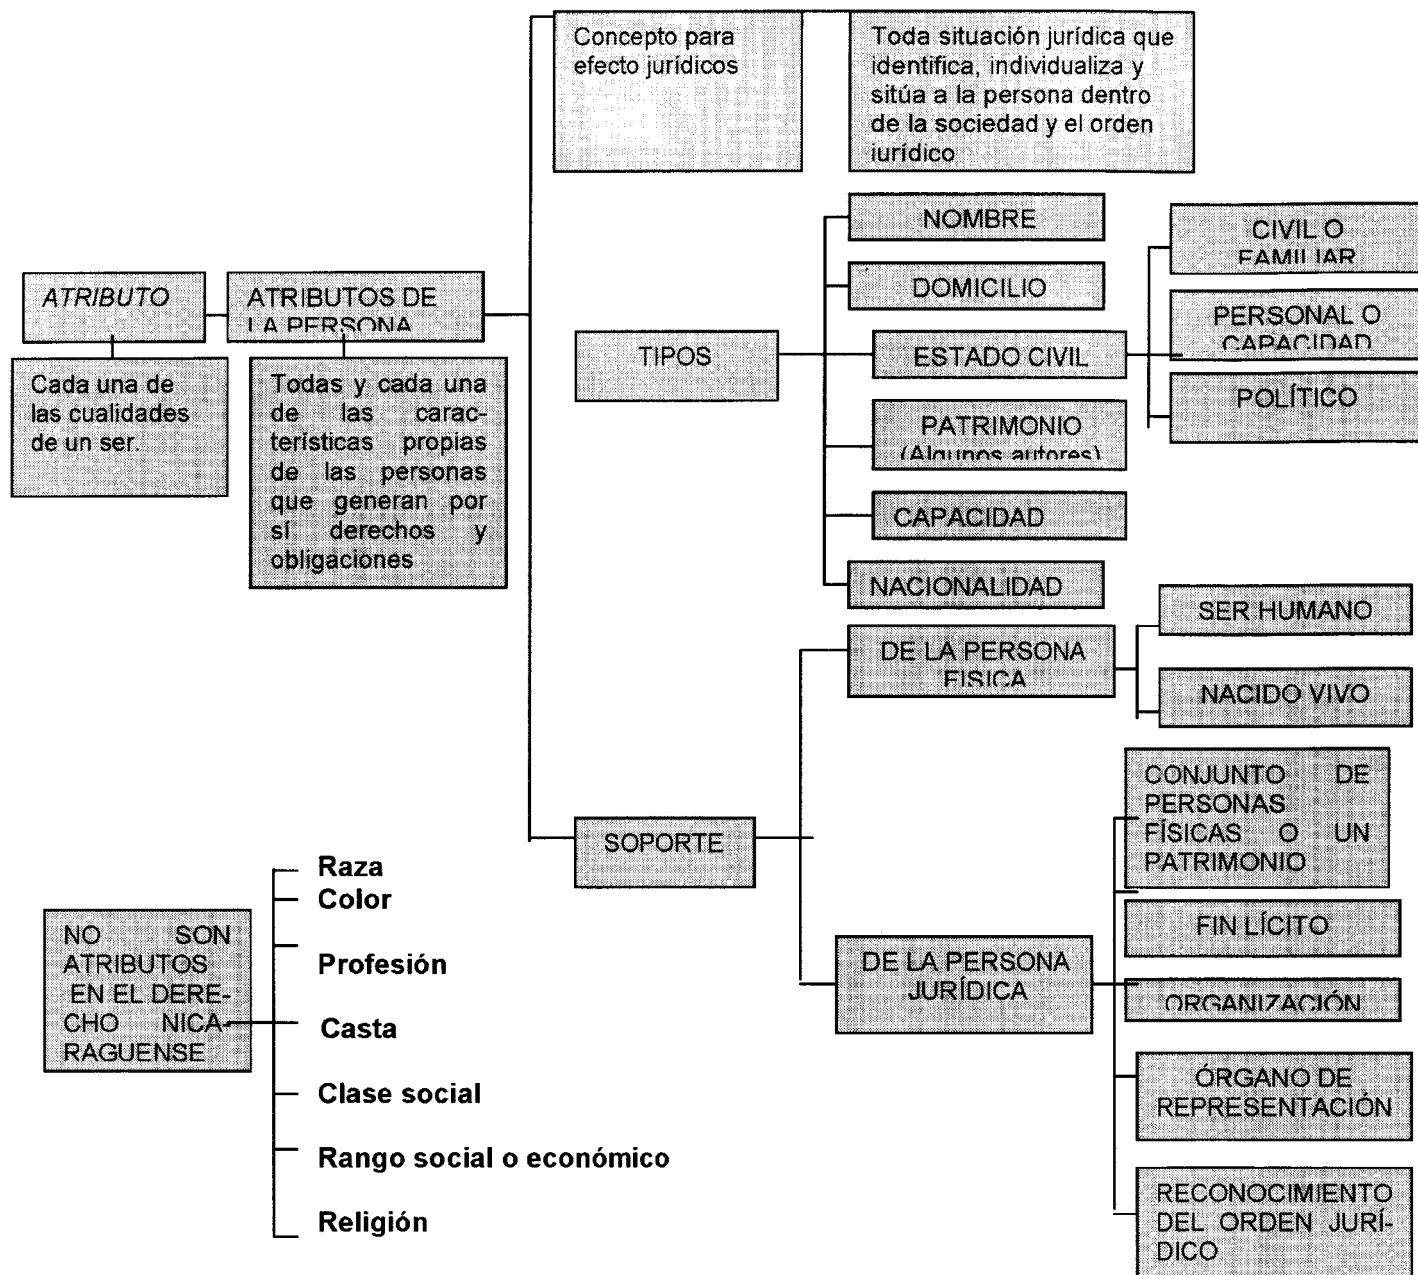 Concepto para
efecto jurídicos
Toda situación jurídica que
identifica, individualiza y
sitúa a la persona dentro
de la sociedad y el orden
jurídico
ATRIBUTO
ATRIBUTOS DE
LA PERSONA
Cada una de
las cualidades
de un ser.
Todas y cada una
de las carac-
terísticas propias
de las personas
que generan por
sí derechos y
obligaciones
TIPOS
NOMBRE
DOMICILIO
ESTADO CIVIL
PATRIMONIO
(Algunos autores)
CAPACIDAD
NACIONALIDAD
CIVIL O
FAMILIAR
PERSONAL O
CAPACIDAD
POLÍTICO
SOPORTE
DE LA PERSONA
FISICA
SER HUMANO
NACIDO VIVO
DE LA PERSONA
JURÍDICA
CONJUNTO DE
PERSONAS
FÍSICAS O UN
PATRIMONIO
FIN LÍCITO
ORGANIZACIÓN
ÓRGANO DE
REPRESENTACIÓN
RECONOCIMIENTO
DEL ORDEN JURÍ-
DICO
NO SON
ATRIBUTOS
EN EL DERE-
CHO NICA-
RAGUENSE
Raza
Color
Profesión
Casta
Clase social
Rango social o económico
Religión